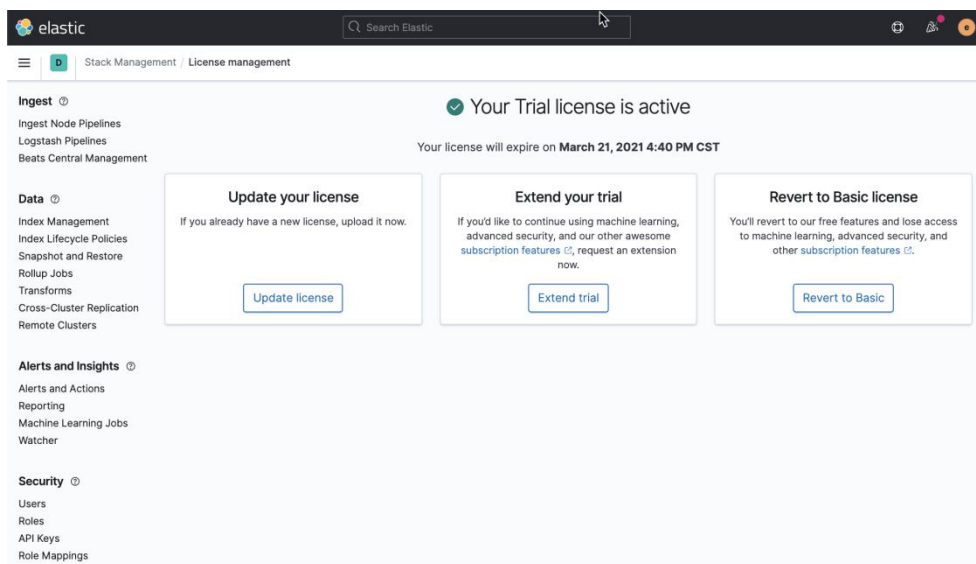 elastic
Search Elastic
e
D
Stack Management / License management
Ingest
Ingest Node Pipelines
Logstash Pipelines
Beats Central Management
Data
Index Management
Index Lifecycle Policies
Snapshot and Restore
Rollup Jobs
Transforms
Cross-Cluster Replication
Remote Clusters
Alerts and Insights
Alerts and Actions
Reporting
Machine Learning Jobs
Watcher
Security
Users
Roles
API Keys
Role Mappings
Your Trial license is active
Your license will expire on March 21, 2021 4:40 PM CST
Update your license
If you already have a new license, upload it now.
Update license
Extend your trial
If you'd like to continue using machine learning,
advanced security, and our other awesome
subscription features, request an extension
now.
Extend trial
Revert to Basic license
You'll revert to our free features and lose access
to machine learning, advanced security, and
other subscription features.
Revert to Basic